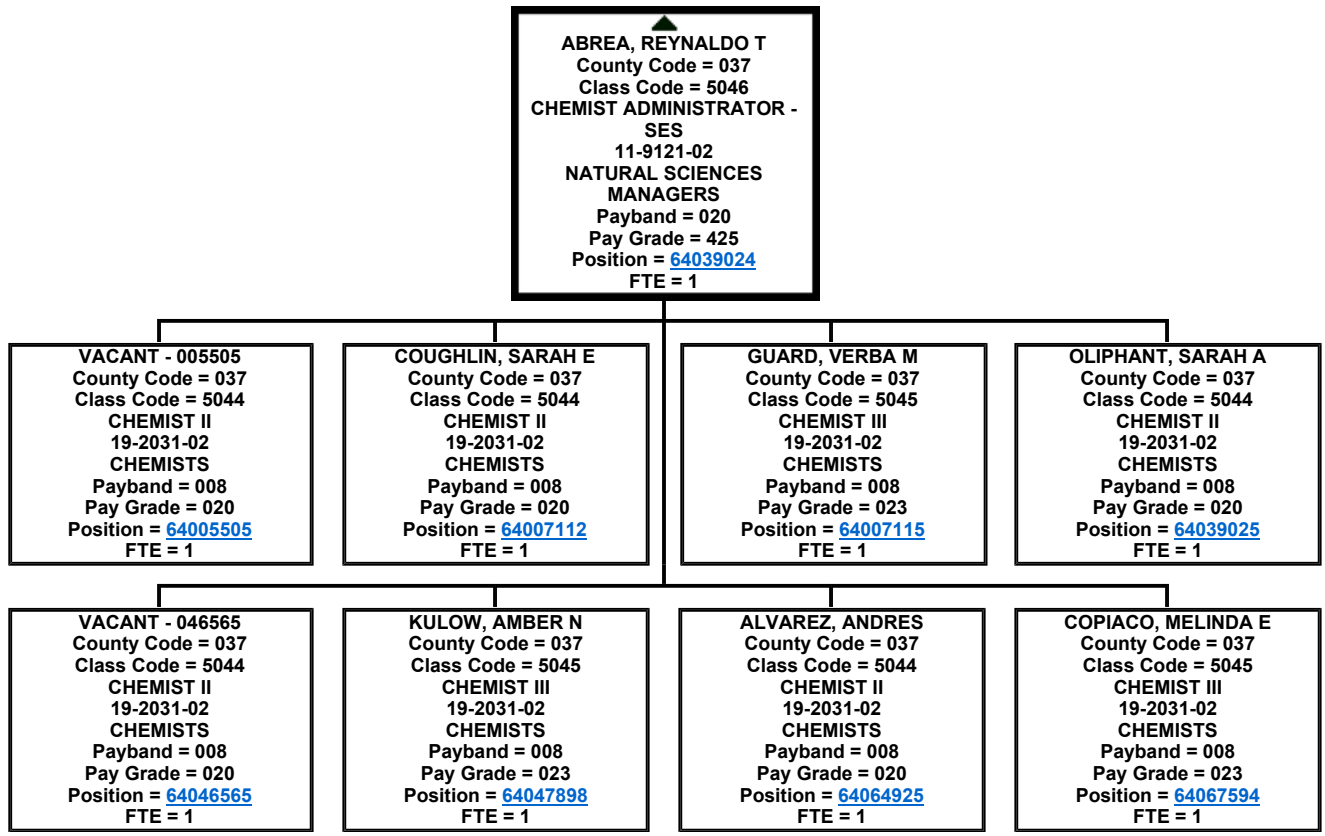 ABREA, REYNALDO T
County Code = 037
Class Code = 5046
CHEMIST ADMINISTRATOR -
SES
11-9121-02
NATURAL SCIENCES
MANAGERS
Payband = 020
Pay Grade = 425
Position = 64039024
FTE = 1
VACANT - 005505
County Code = 037
Class Code = 5044
CHEMIST II
19-2031-02
CHEMISTS
Payband = 008
Pay Grade = 020
Position = 64005505
FTE = 1
COUGHLIN, SARAH E
County Code = 037
Class Code = 5044
CHEMIST II
19-2031-02
CHEMISTS
Payband = 008
Pay Grade = 020
Position = 64007112
FTE = 1
GUARD, VERBA M
County Code = 037
Class Code = 5045
CHEMIST III
19-2031-02
CHEMISTS
Payband = 008
Pay Grade = 023
Position = 64007115
FTE = 1
OLIPHANT, SARAH A
County Code = 037
Class Code = 5044
CHEMIST II
19-2031-02
CHEMISTS
Payband = 008
Pay Grade = 020
Position = 64039025
FTE = 1
VACANT - 046565
County Code = 037
Class Code = 5044
CHEMIST II
19-2031-02
CHEMISTS
Payband = 008
Pay Grade = 020
Position = 64046565
FTE = 1
KULOW, AMBER N
County Code = 037
Class Code = 5045
CHEMIST III
19-2031-02
CHEMISTS
Payband = 008
Pay Grade = 023
Position = 64047898
FTE = 1
ALVAREZ, ANDRES
County Code = 037
Class Code = 5044
CHEMIST II
19-2031-02
CHEMISTS
Payband = 008
Pay Grade = 020
Position = 64064925
FTE = 1
COPIACO, MELINDA E
County Code = 037
Class Code = 5045
CHEMIST III
19-2031-02
CHEMISTS
Payband = 008
Pay Grade = 023
Position = 64067594
FTE = 1